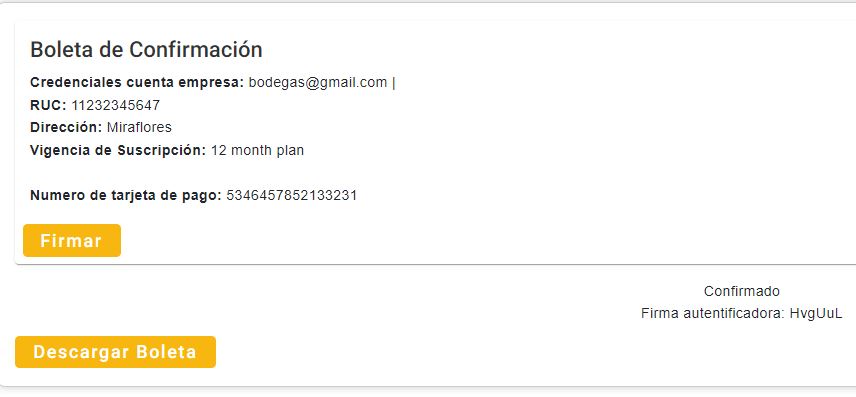 Boleta de Confirmación
Credenciales cuenta empresa: bodegas@gmail.com |
RUC: 11232345647
Dirección: Miraflores
Vigencia de Suscripción: 12 month plan
Numero de tarjeta de pago: 5346457852133231
Firmar
Confirmado
Firma autentificadora: HvgUuL
Descargar Boleta